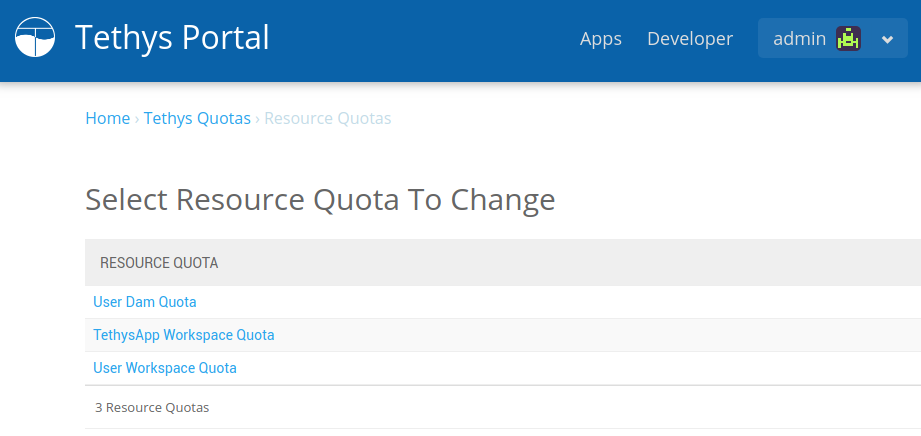 Tethys Portal
Apps Developer admin
Home › Tethys Quotas › Resource Quotas
Select Resource Quota To Change
RESOURCE QUOTA
User Dam Quota
TethysApp Workspace Quota
User Workspace Quota
3 Resource Quotas